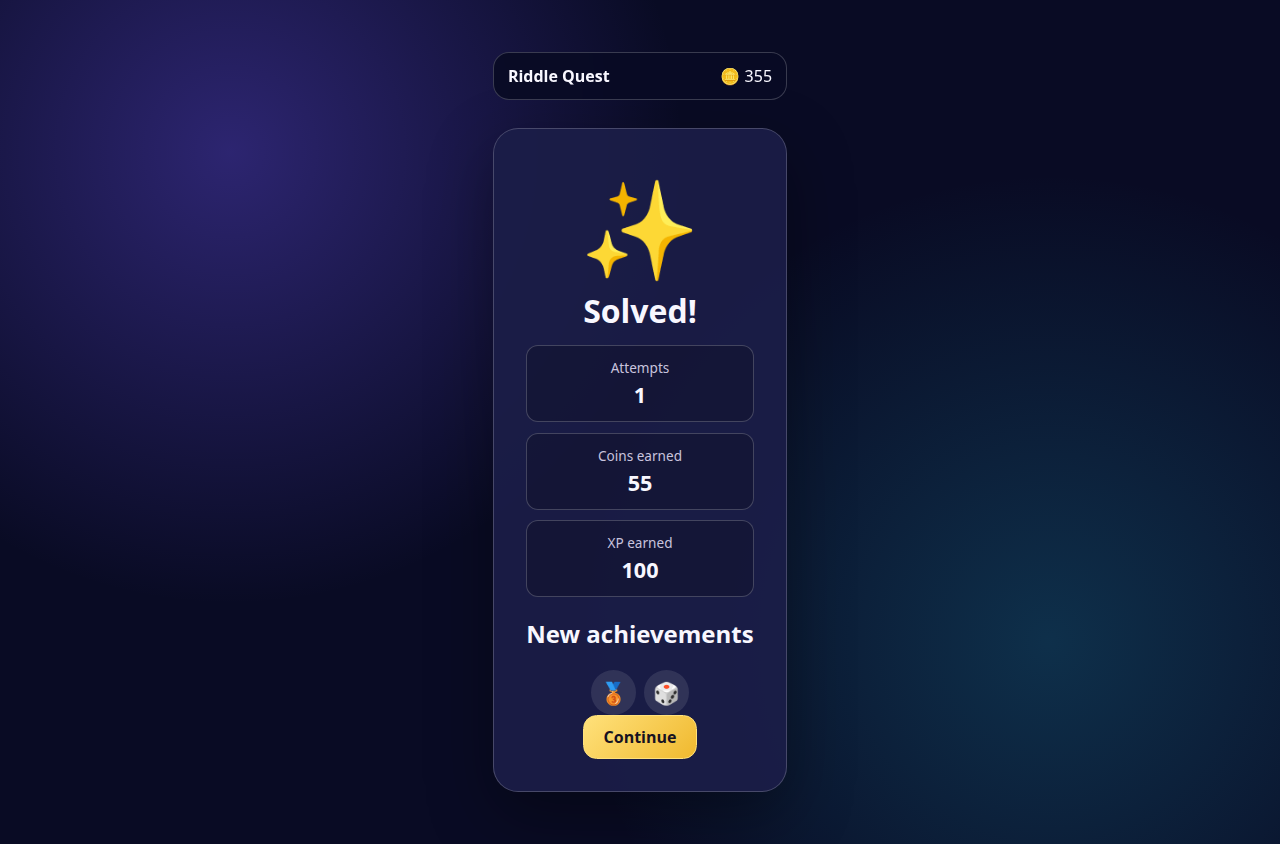 Riddle Quest
355
Solved!
Attempts
1
Coins earned
55
XP earned
100
New achievements
Continue